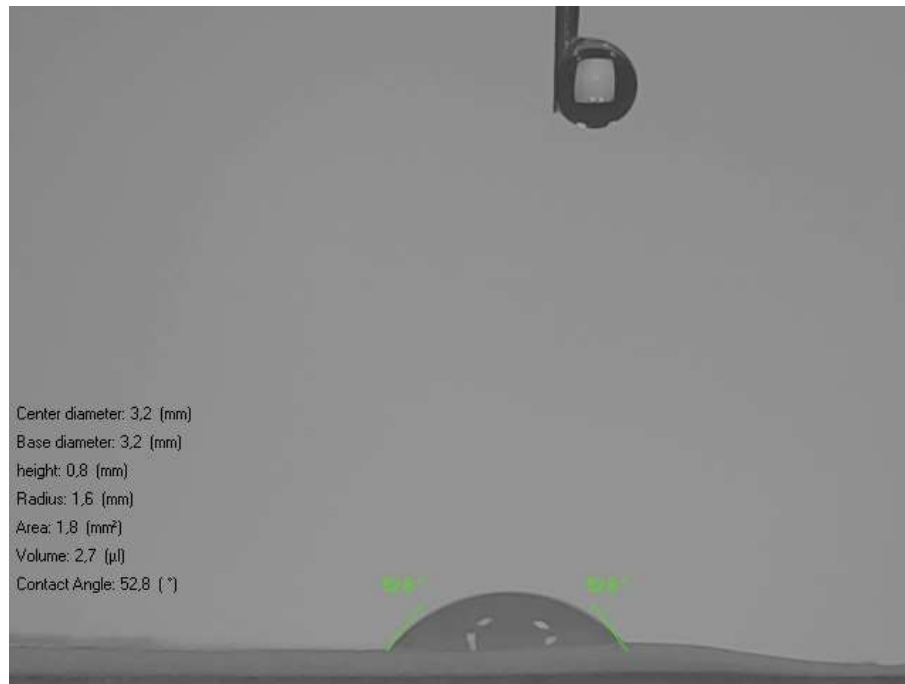 Center diameter: 3,2 (mm)
Base diameter: 3,2 (mm)
height: 0,8 (mm)
Radius: 1,6 (mm)
Area: 1,8 (mm²)
Volume: 2,7 (µl)
Contact Angle: 52,8 (°)